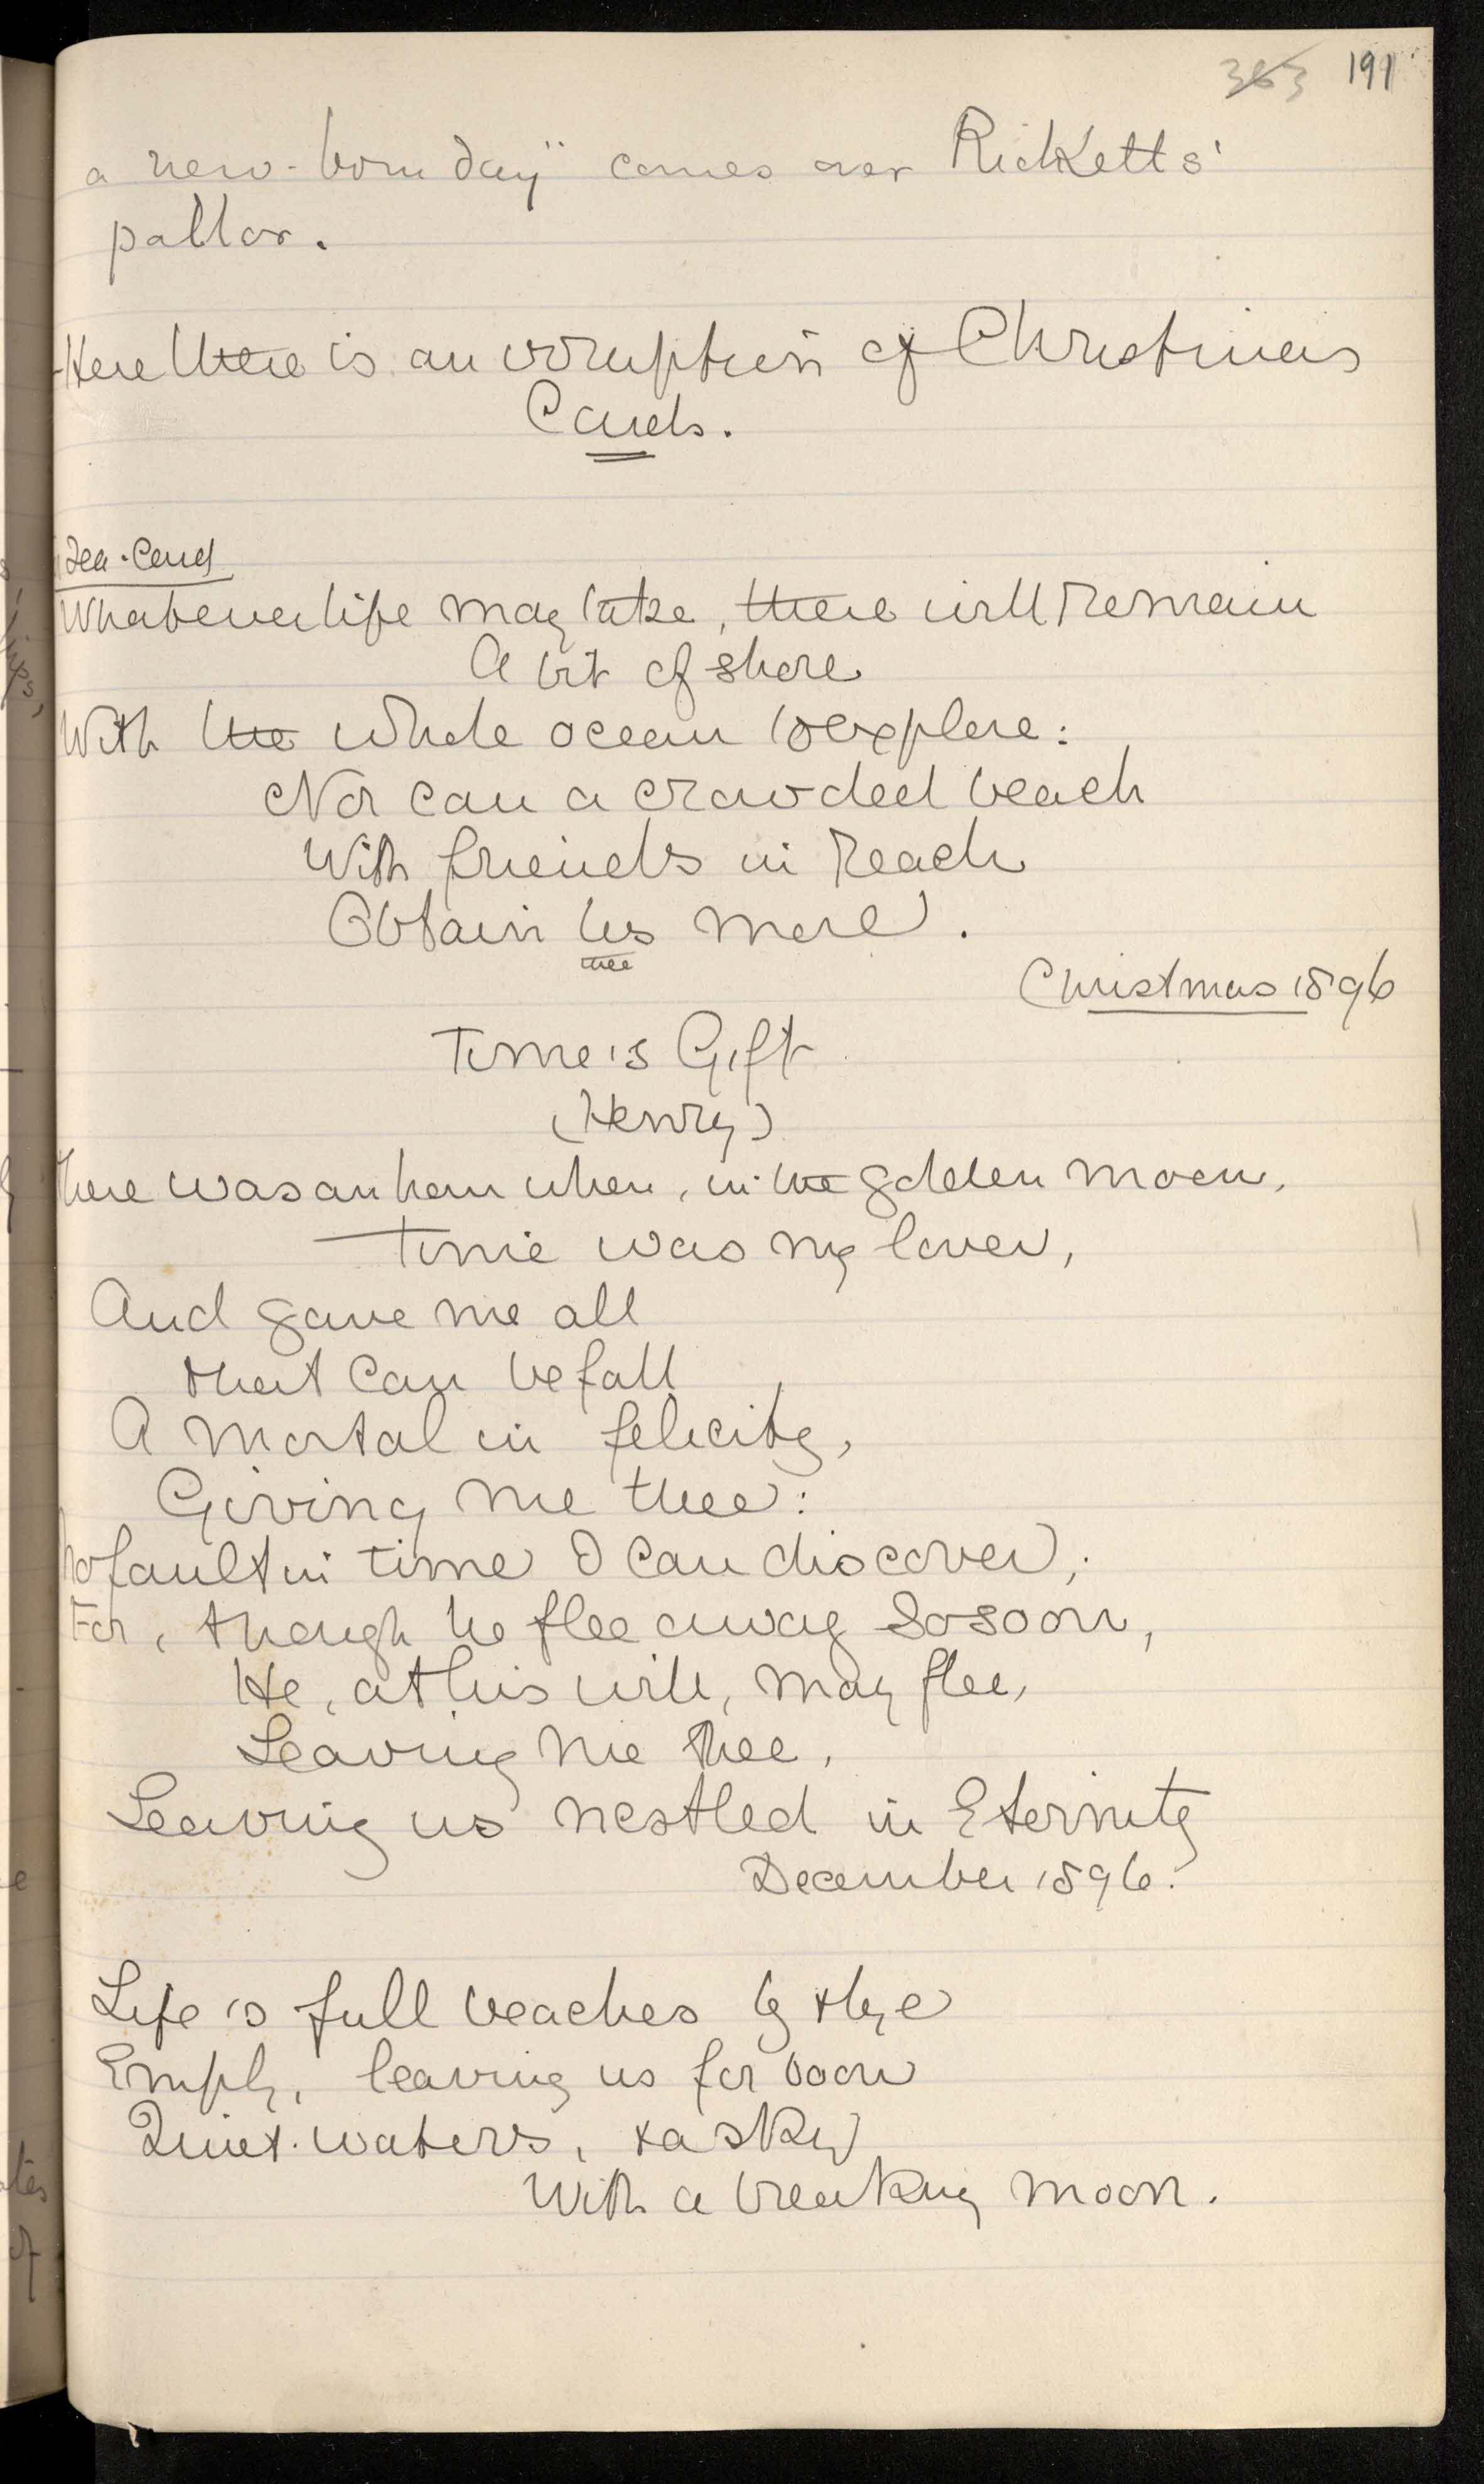 363 191
a new-born day" comes over Ricketts'
pallor.
Here there is an irruption of Christmas
Cards.
Card
Whatever life may take, there will remain
A bit of shore
With the whole ocean to explore:
Nor can a crowded beach
With friends in reach
Obtain us more.
Christmas 1896
Time's Gift
(Henry)
There was an hour when, in the golden moon,
Time was my lover,
And gave me all
that can befall
A mortal in felicity,
Giving me thee:
No fault in time I can discover;
For, though he flee away so soon,
He, at his will, may flee,
Leaving me thee,
Leaving us nestled in Eternity
December 1896.
Life's full beaches by & bye
Empty, leaving us for boon
Quiet waters, & a sky
With a breaking moon.